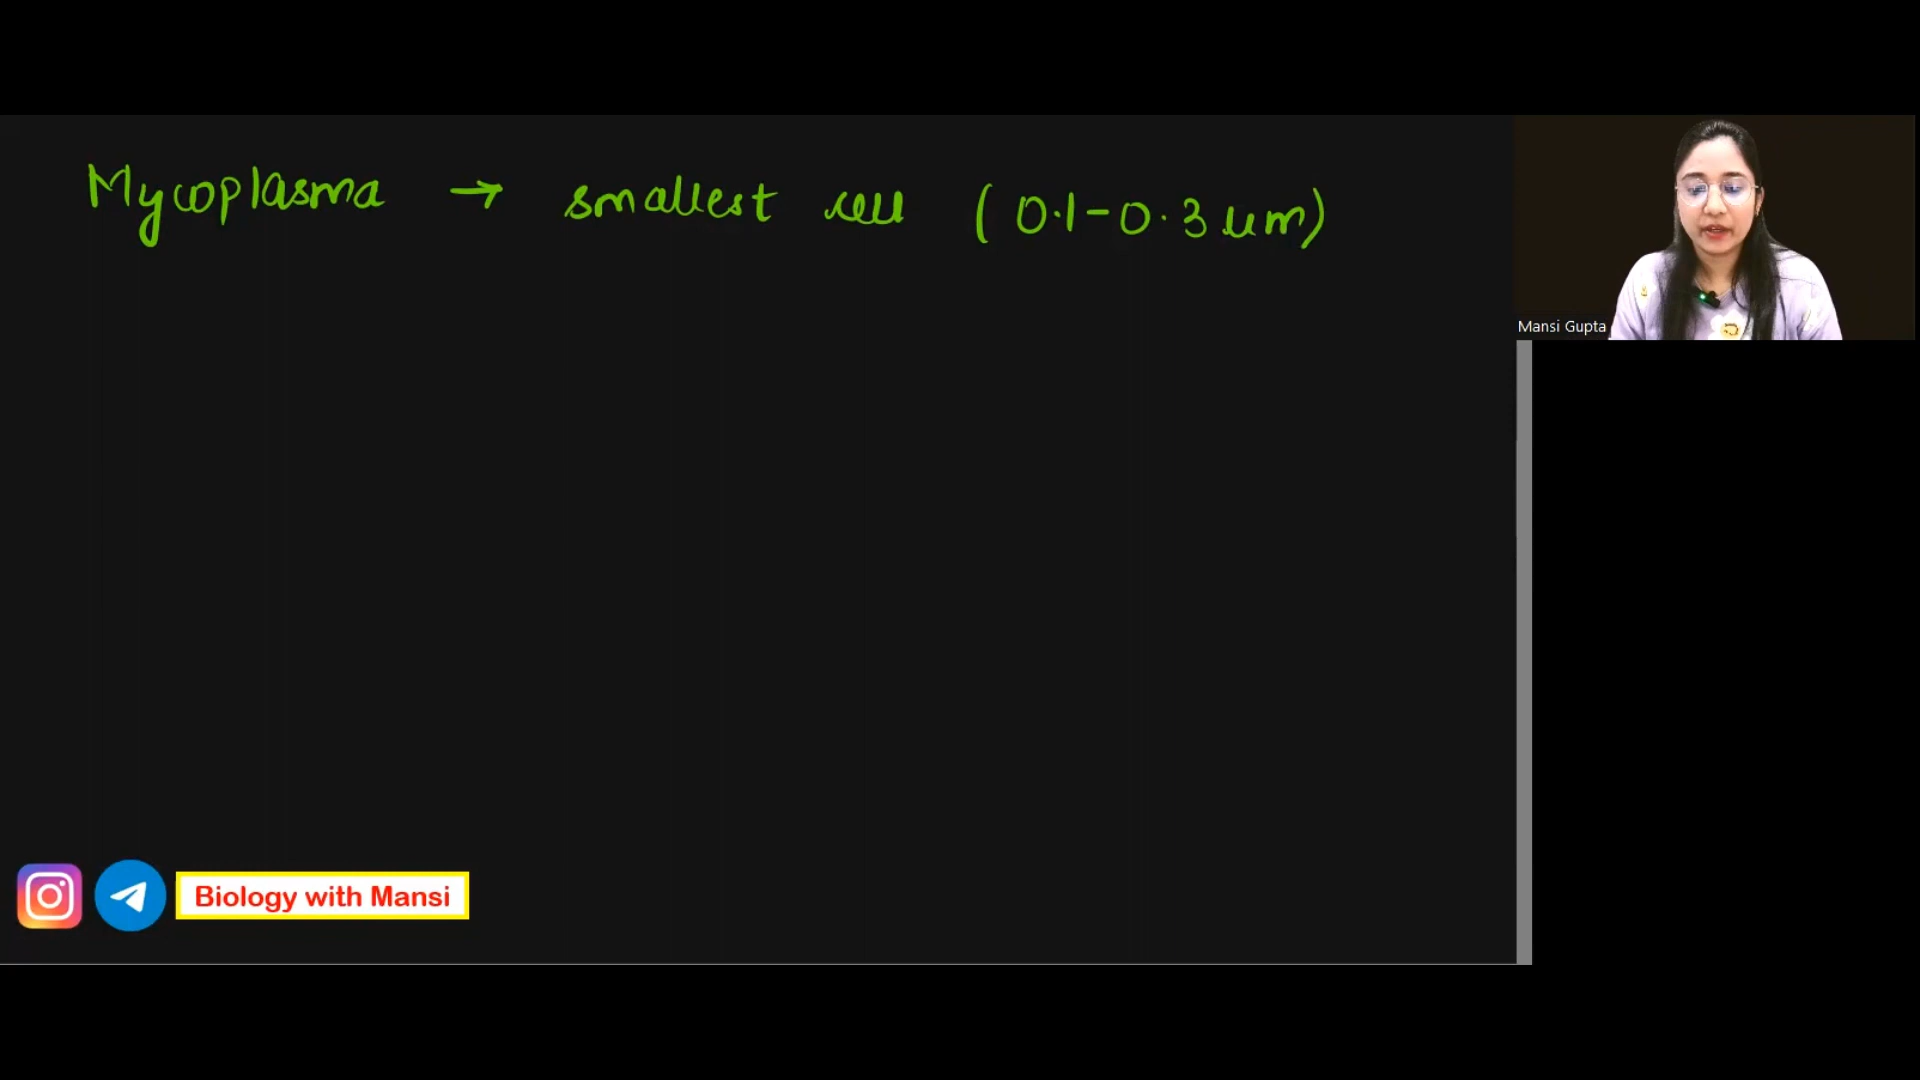 Mycoplasma → smallest cell (0.1-0.3 um)
Mansi Gupta
Biology with Mansi